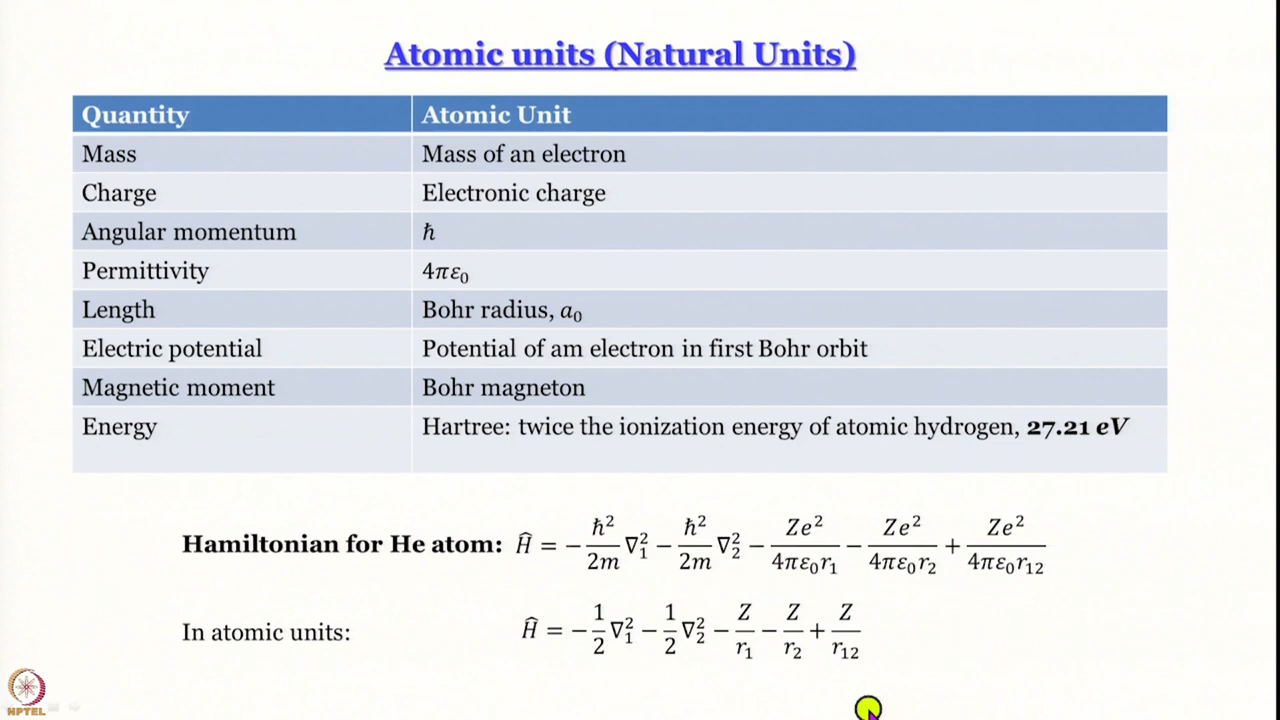 Atomic units (Natural Units)
Quantity Atomic Unit
Mass Mass of an electron
Charge Electronic charge
Angular momentum ℏ
Permittivity 4πε₀
Length Bohr radius, a₀
Electric potential Potential of am electron in first Bohr orbit
Magnetic moment Bohr magneton
Energy Hartree: twice the ionization energy of atomic hydrogen, 27.21 eV
Hamiltonian for He atom: Ĥ = −ℏ²/2m ∇₁² − ℏ²/2m ∇₂² − Ze²/4πε₀r₁ − Ze²/4πε₀r₂ + Ze²/4πε₀r₁₂
In atomic units: Ĥ = −1/2 ∇₁² − 1/2 ∇₂² − Z/r₁ − Z/r₂ + Z/r₁₂
NPTEL